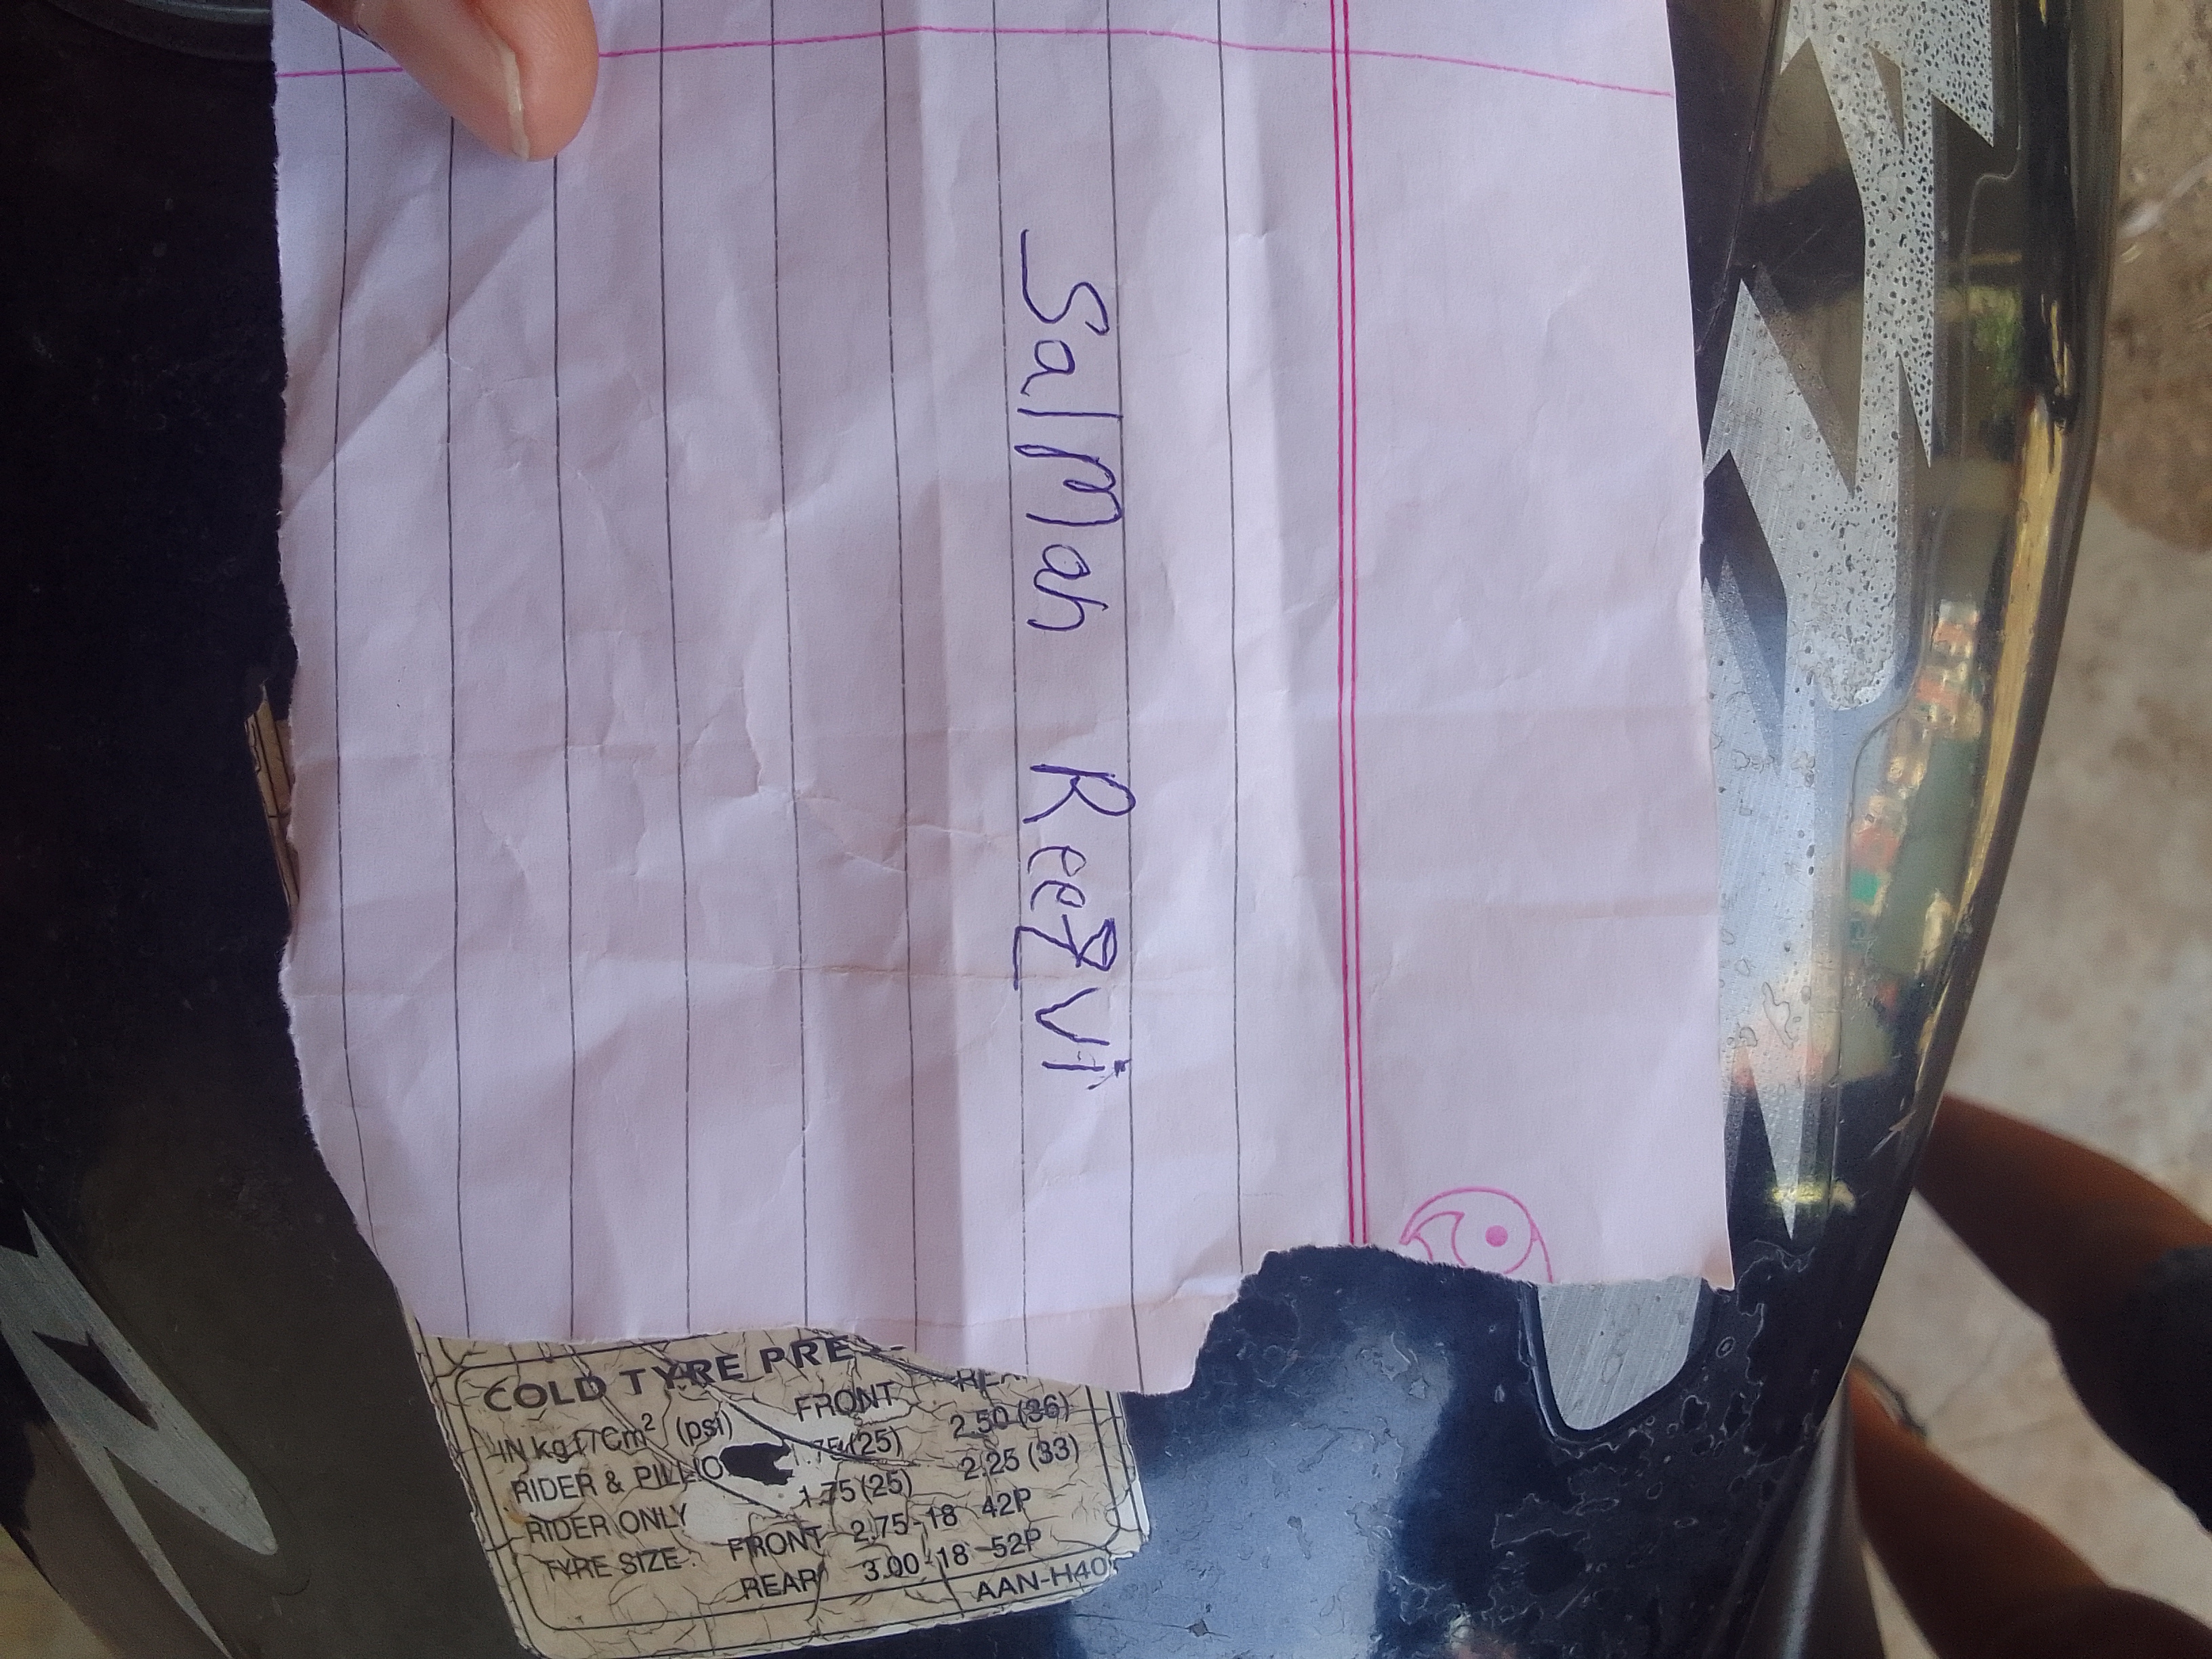 Salman Reezvi
COLD TYRE
IN kgf/Cm² (psi) FRONT
RIDER & 1.75(25) 2.50(36)
RIDER ONLY 1.75(25) 2.25(33)
TYRE SIZE: FRONT 2.75-18 42P
REAR 3.00-18 52P
AAN-H40